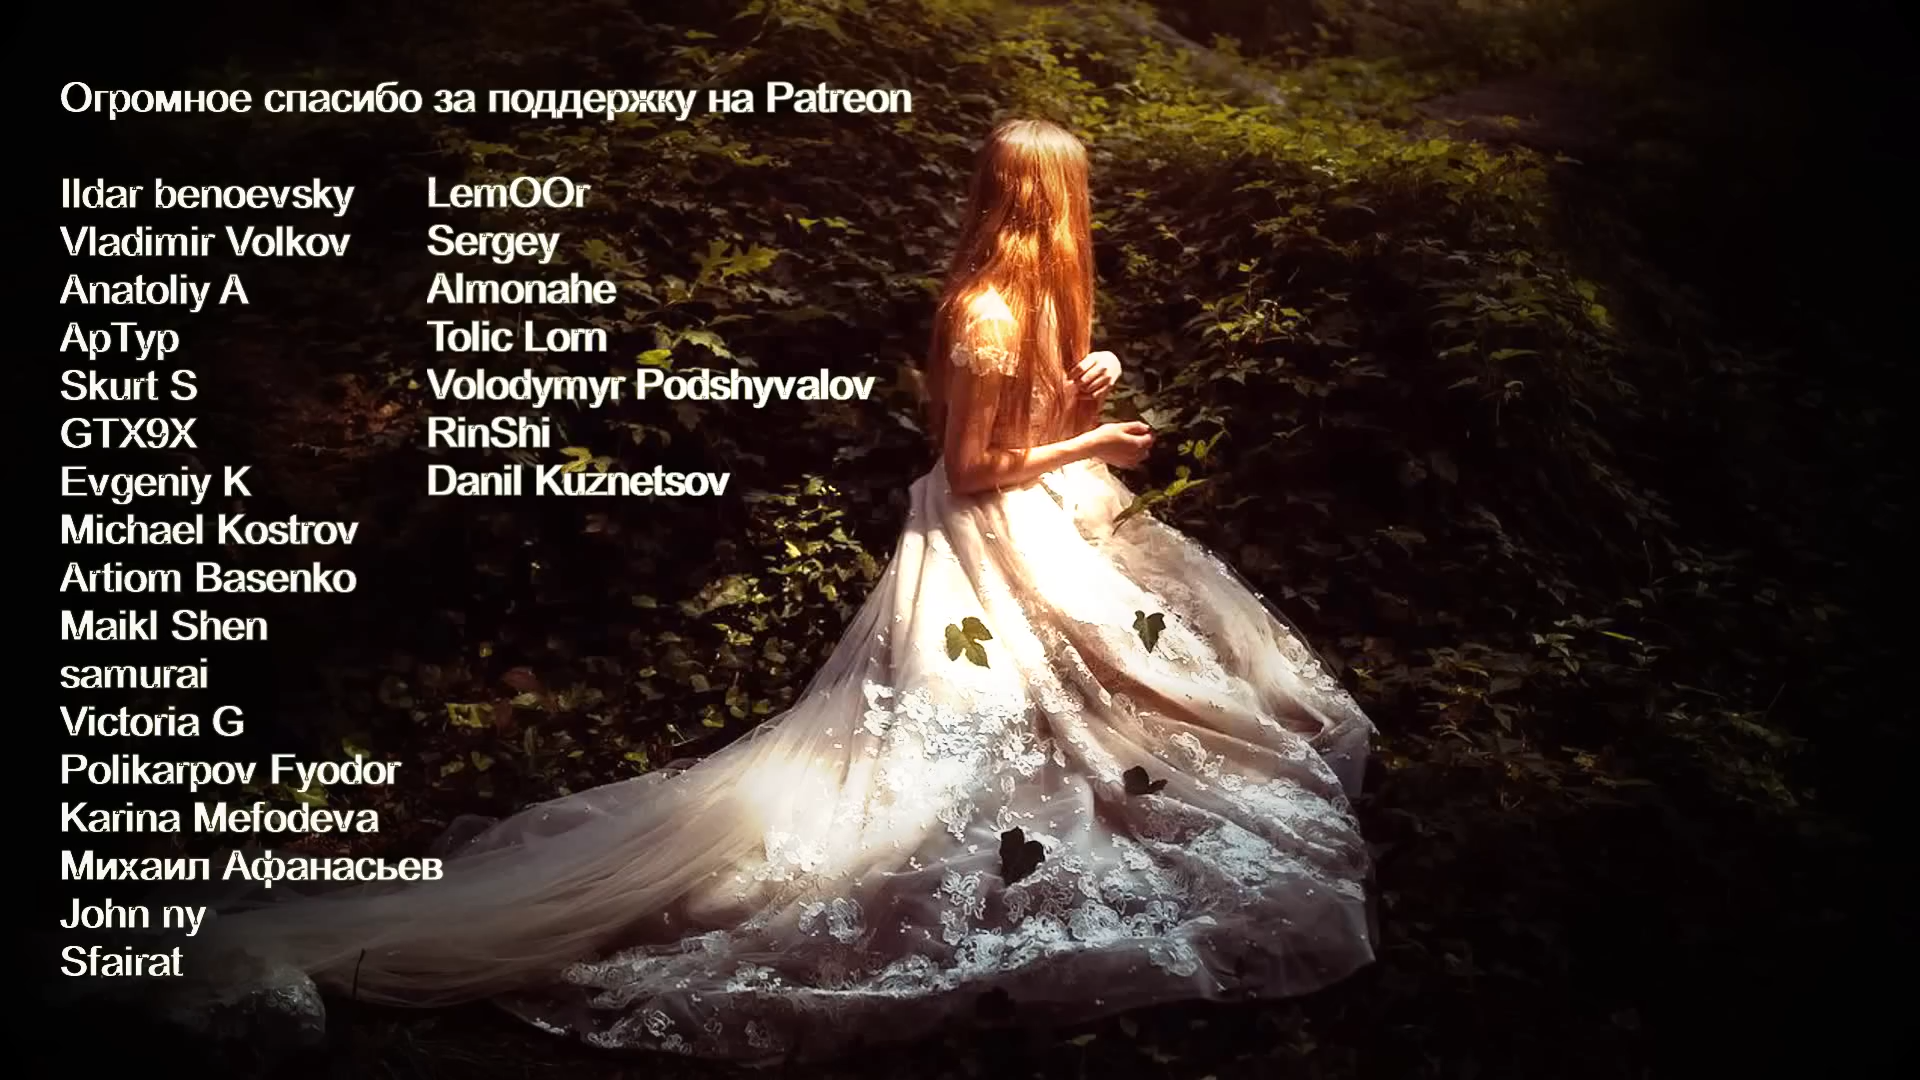 Огромное спасибо за поддержку на Patreon
Ildar benoevsky
Vladimir Volkov
Anatoliy A
АрТур
Skurt S
GTX9X
Evgeniy K
Michael Kostrov
Artiom Basenko
Maikl Shen
samurai
Victoria G
Polikarpov Fyodor
Karina Mefodeva
Михаил Афанасьев
John ny
Sfairat
LemOOr
Sergey
Almonahe
Tolic Lorn
Volodymyr Podshyvalov
RinShi
Danil Kuznetsov